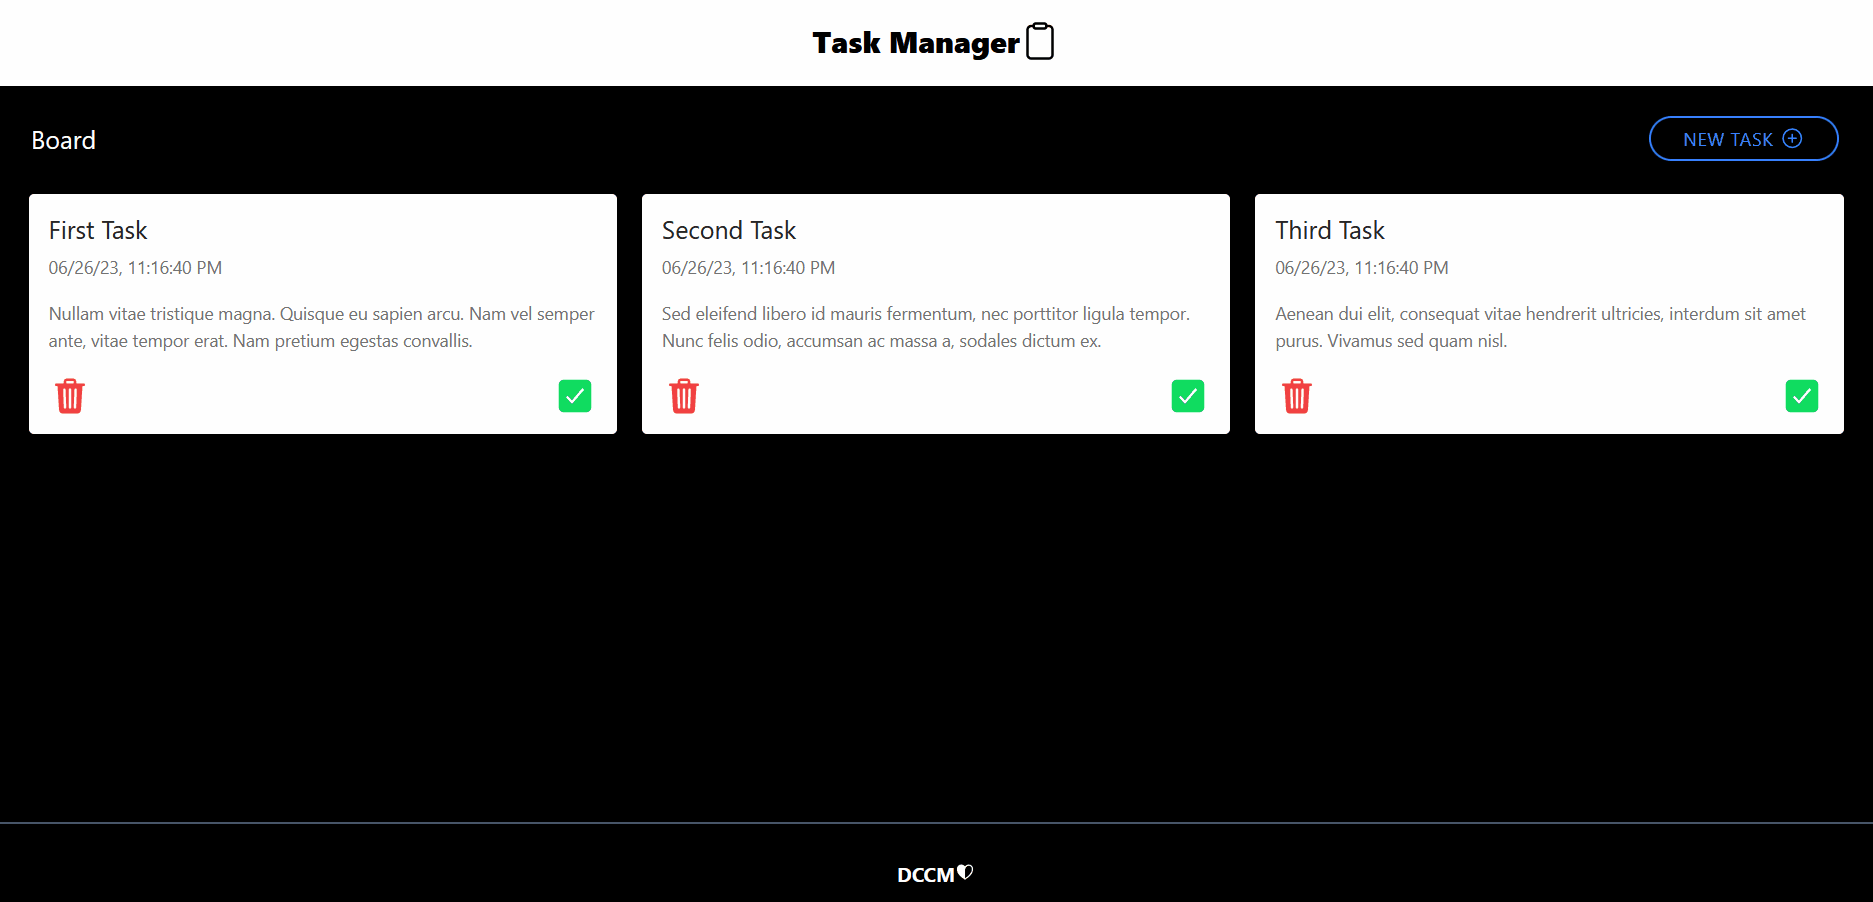 Task Manager
Board
NEW TASK
First Task
06/26/23, 11:16:40 PM
Nullam vitae tristique magna. Quisque eu sapien arcu. Nam vel semper
ante, vitae tempor erat. Nam pretium egestas convallis.
Second Task
06/26/23, 11:16:40 PM
Sed eleifend libero id mauris fermentum, nec porttitor ligula tempor.
Nunc felis odio, accumsan ac massa a, sodales dictum ex.
Third Task
06/26/23, 11:16:40 PM
Aenean dui elit, consequat vitae hendrerit ultricies, interdum sit amet
purus. Vivamus sed quam nisl.
DCCM